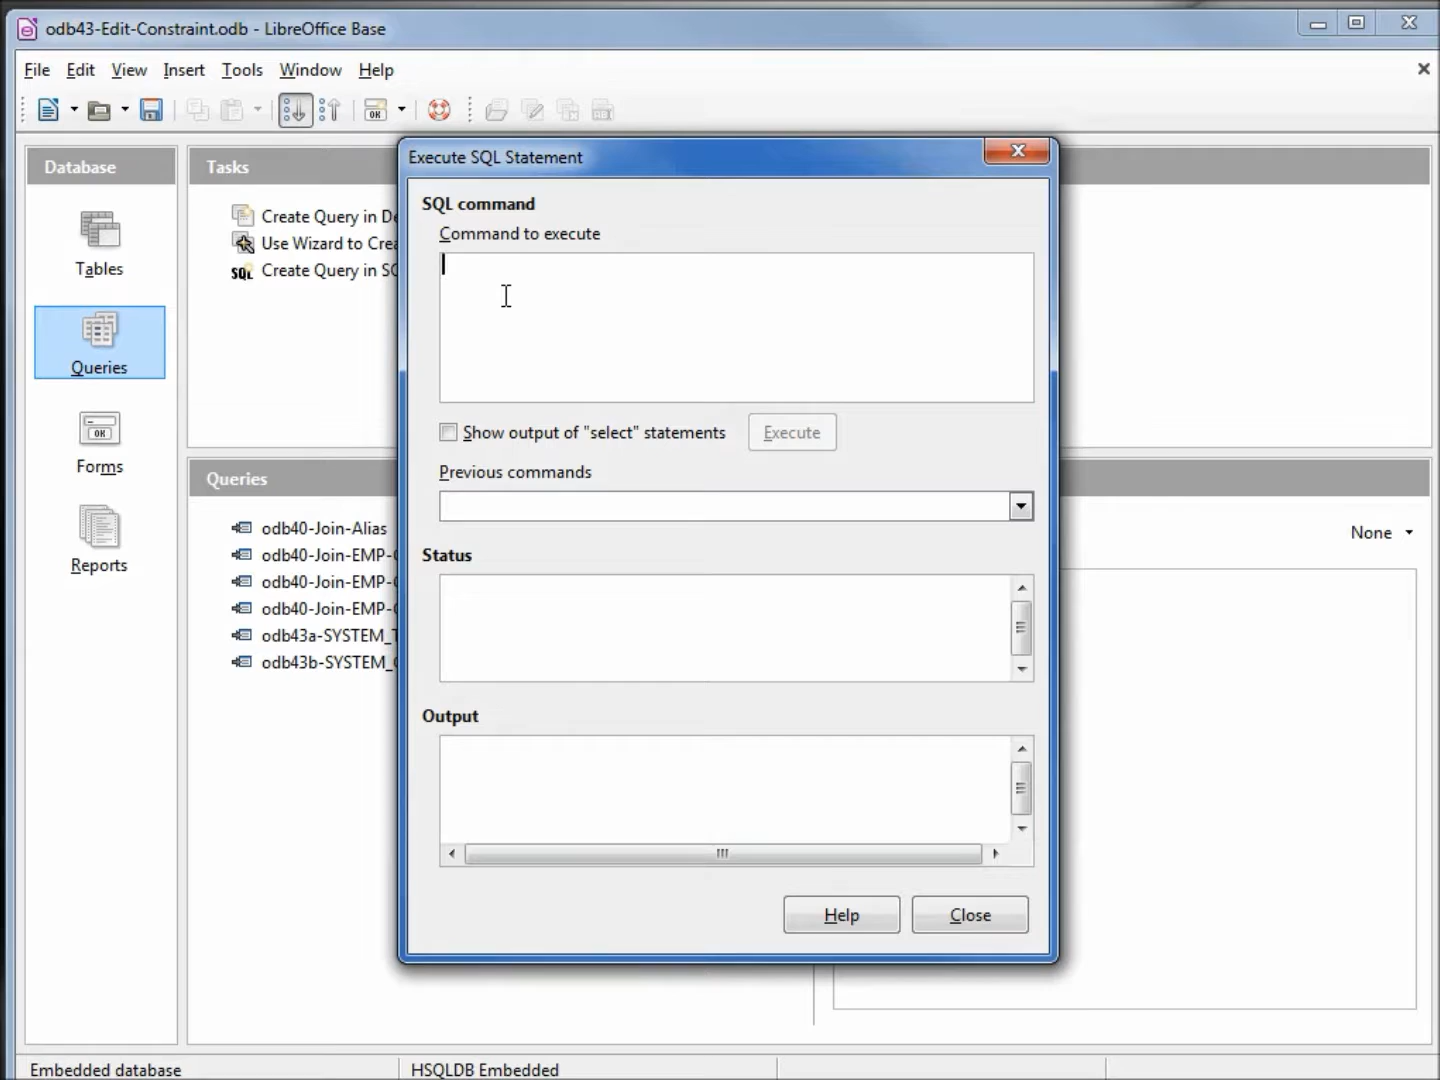 odb43-Edit-Constraint.odb - LibreOffice Base
File Edit View Insert Tools Window Help
Database
Tasks
Execute SQL Statement
SQL command
Command to execute
Create Query in De
Use Wizard to Crea
SQL Create Query in SQ
Tables
Queries
Forms
Reports
Show output of "select" statements
Execute
Previous commands
Queries
odb40-Join-Alias
odb40-Join-EMP-
odb40-Join-EMP-
odb40-Join-EMP-
odb43a-SYSTEM_T
odb43b-SYSTEM_
None
Status
Output
Help
Close
Embedded database
HSQLDB Embedded